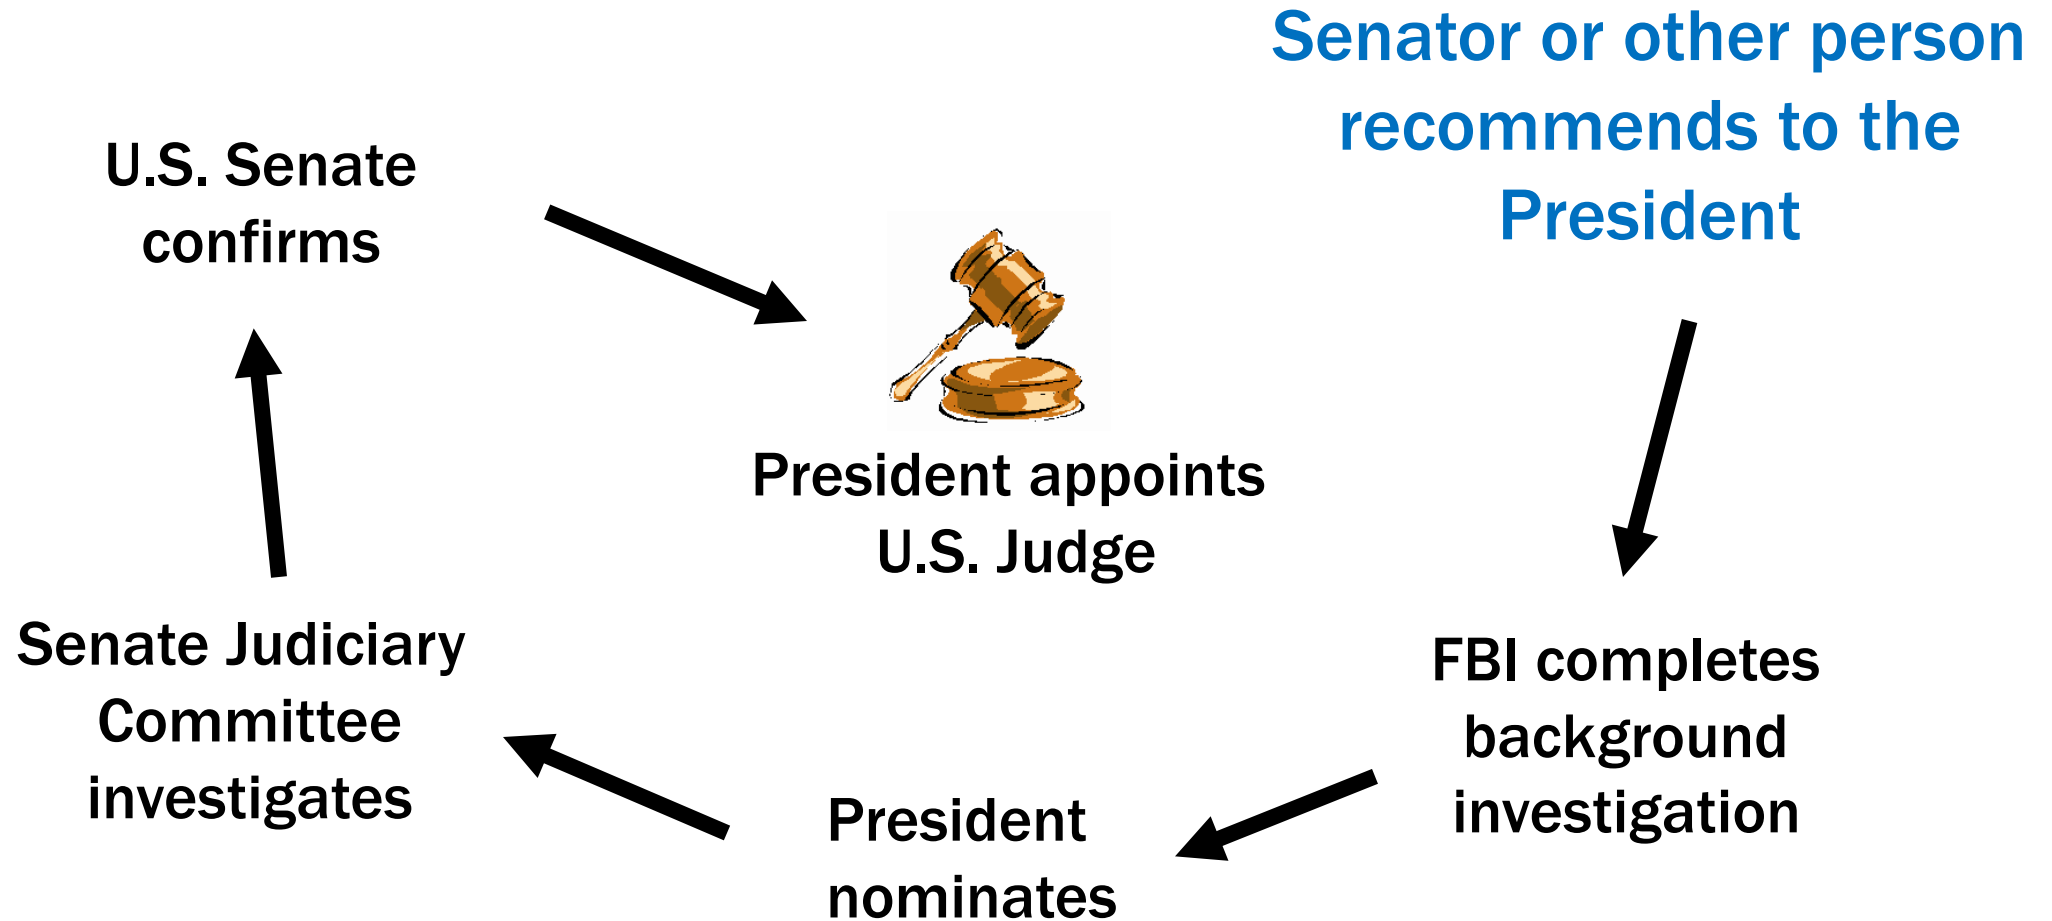 Senator or other person
recommends to the
President
FBI completes
background
investigation
President
nominates
Senate Judiciary
Committee
investigates
U.S. Senate
confirms
President appoints
U.S. Judge